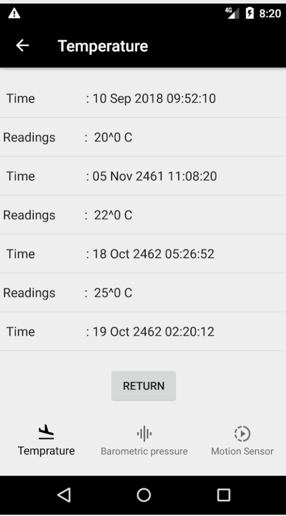 4G 8:20
Temperature
Time : 10 Sep 2018 09:52:10
Readings : 20^0 C
Time : 05 Nov 2461 11:08:20
Readings : 22^0 C
Time : 18 Oct 2462 05:26:52
Readings : 25^0 C
Time : 19 Oct 2462 02:20:12
RETURN
Temprature Barometric pressure Motion Sensor